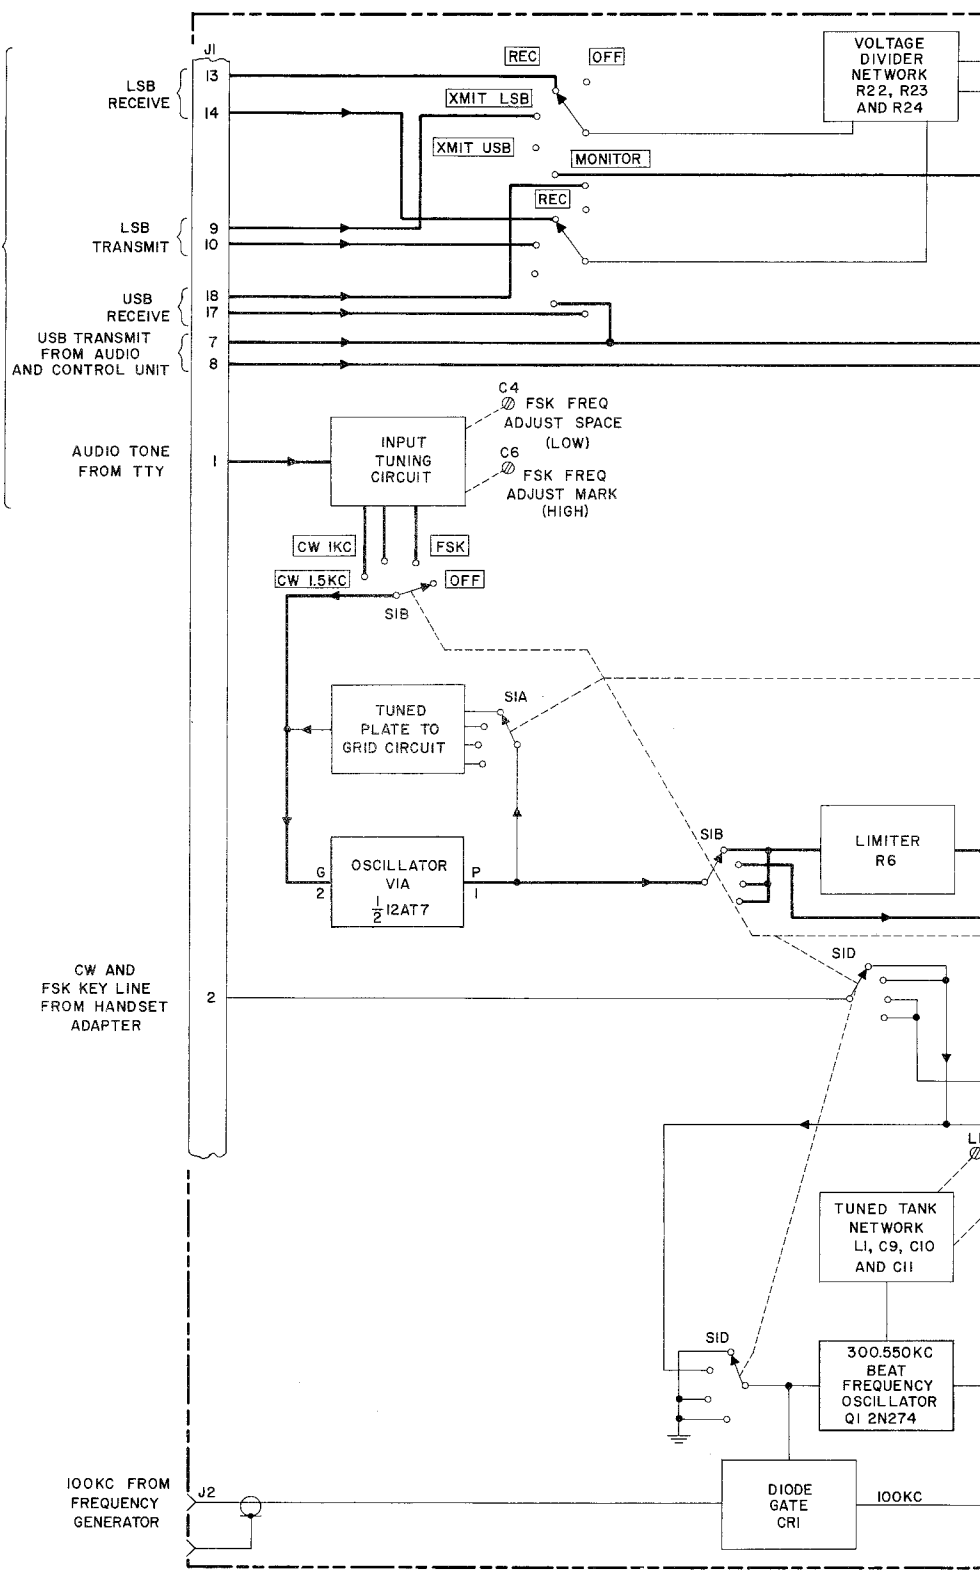 J1
13
LSB
RECEIVE
14
REC
OFF
XMIT LSB
XMIT USB
MONITOR
REC
VOLTAGE
DIVIDER
NETWORK
R22, R23
AND R24
LSB
TRANSMIT
9
10
USB
RECEIVE
18
17
USB TRANSMIT
FROM AUDIO
AND CONTROL UNIT
7
8
C4
FSK FREQ
ADJUST SPACE
(LOW)
AUDIO TONE
FROM TTY
1
INPUT
TUNING
CIRCUIT
C6
FSK FREQ
ADJUST MARK
(HIGH)
CW 1KC
FSK
CW 1.5KC
OFF
S1B
TUNED
PLATE TO
GRID CIRCUIT
S1A
G
2
OSCILLATOR
V1A
1/2 12AT7
P
1
S1B
LIMITER
R6
CW AND
FSK KEY LINE
FROM HANDSET
ADAPTER
2
S1D
L1
TUNED TANK
NETWORK
L1, C9, C10
AND C11
S1D
300.550KC
BEAT
FREQUENCY
OSCILLATOR
Q1 2N274
100KC FROM
FREQUENCY
GENERATOR
J2
DIODE
GATE
CR1
100KC